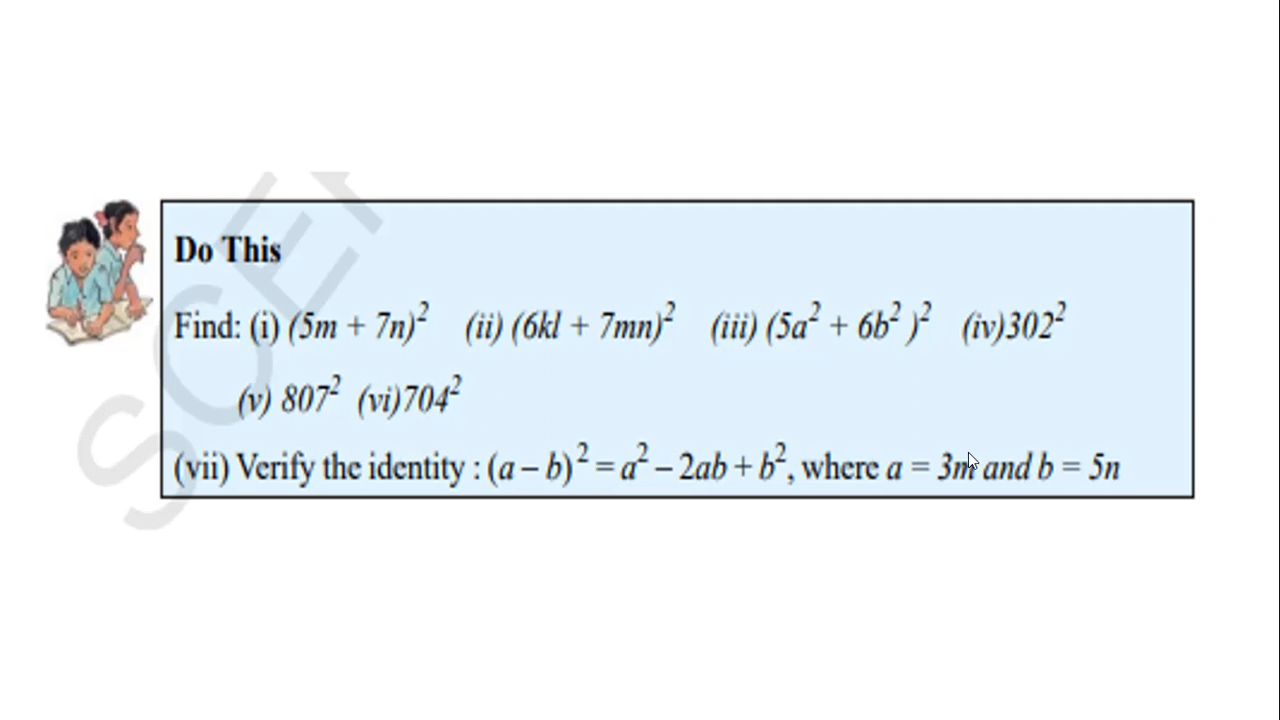 Do This
Find: (i) (5m + 7n)² (ii) (6kl + 7mn)² (iii) (5a² + 6b² )² (iv)302²
(v) 807² (vi)704²
(vii) Verify the identity : (a – b)² = a² – 2ab + b², where a = 3m and b = 5n